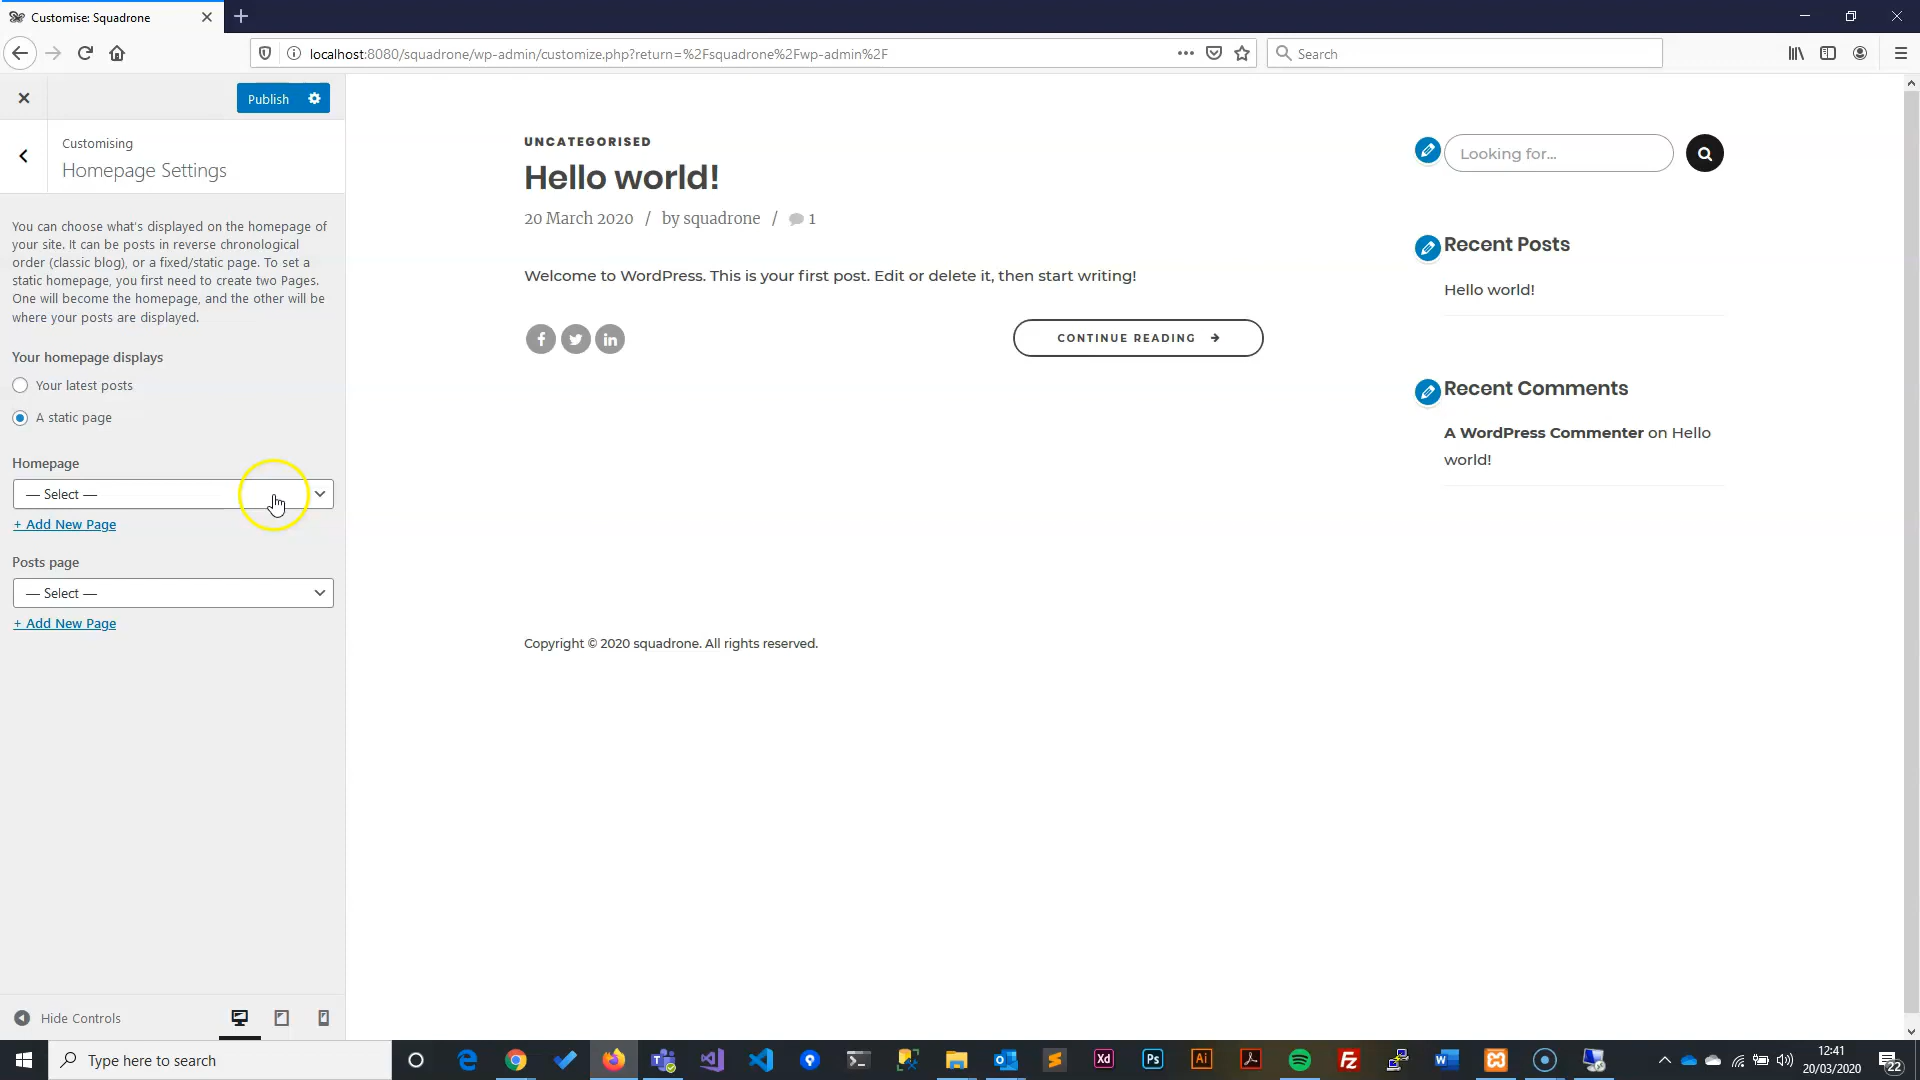 Customise: Squadrone
localhost:8080/squadrone/wp-admin/customize.php?return=%2Fsquadrone%2Fwp-admin%2F
Search
Publish
Customising
Homepage Settings
You can choose what's displayed on the homepage of
your site. It can be posts in reverse chronological
order (classic blog), or a fixed/static page. To set a
static homepage, you first need to create two Pages.
One will become the homepage, and the other will be
where your posts are displayed.
Your homepage displays
Your latest posts
A static page
Homepage
— Select —
+ Add New Page
Posts page
— Select —
+ Add New Page
Hide Controls
UNCATEGORISED
Hello world!
20 March 2020 / by squadrone / 1
Welcome to WordPress. This is your first post. Edit or delete it, then start writing!
CONTINUE READING
Copyright © 2020 squadrone. All rights reserved.
Looking for...
Recent Posts
Hello world!
Recent Comments
A WordPress Commenter on Hello
world!
Type here to search
Xd
Ps
Ai
12:41
20/03/2020
22